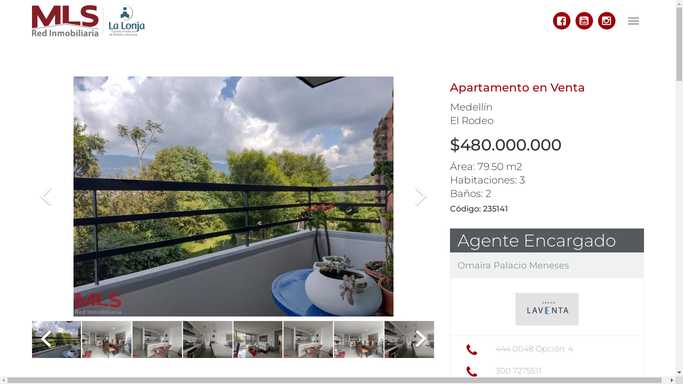 MLS
Red Inmobiliaria
La Lonja
Apartamento en Venta
Medellín
El Rodeo
$480.000.000
Área: 79.50 m2
Habitaciones: 3
Baños: 2
Código: 235141
MLS
Red Inmobiliaria
Agente Encargado
Omaira Palacio Meneses
LAVENTA
444 0048 Opción: 4
300 7275511